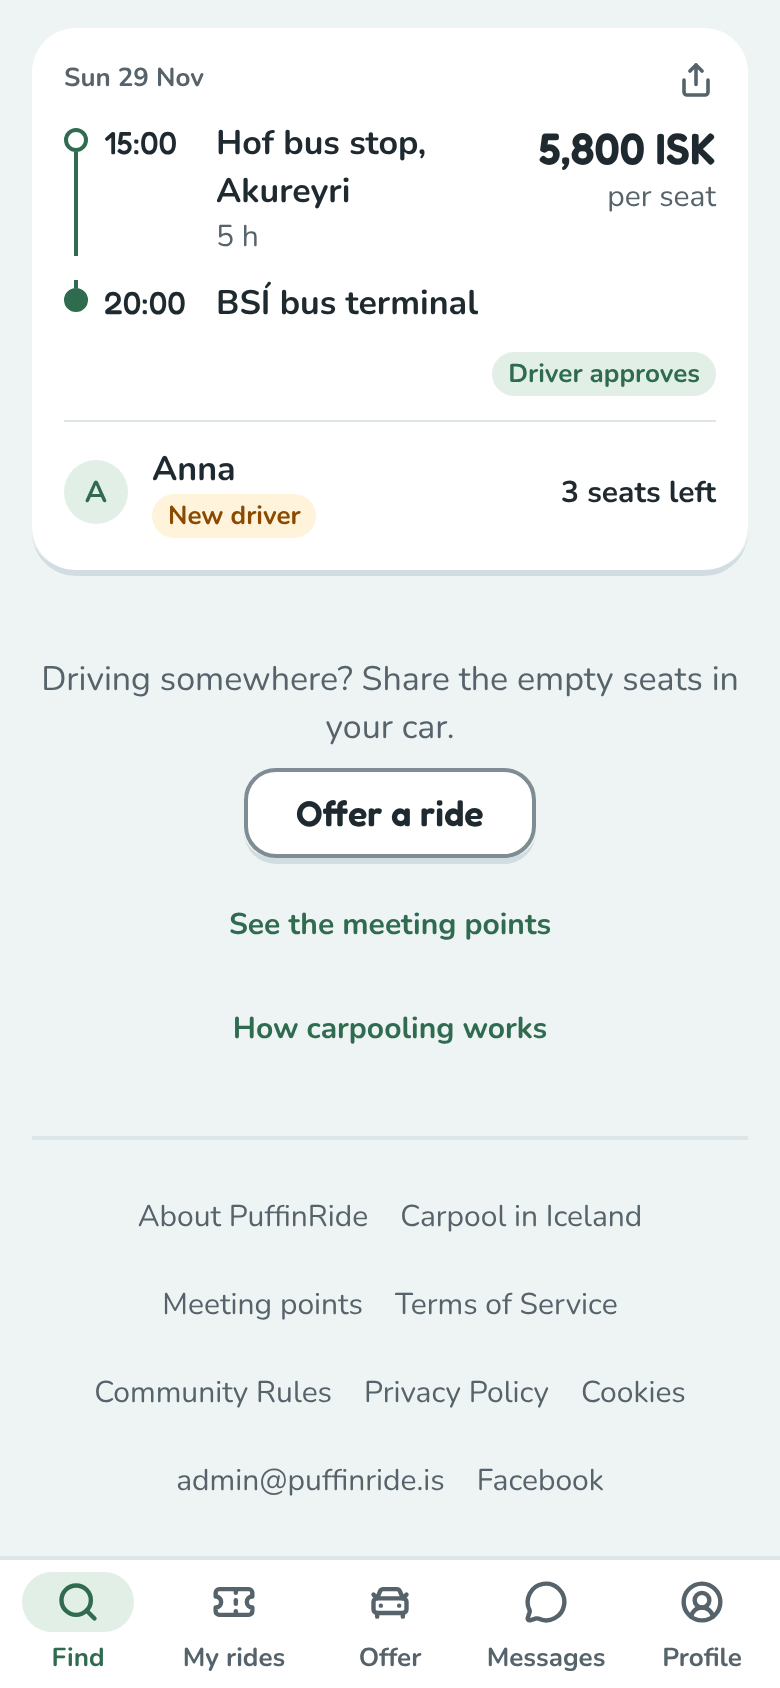 Sun 29 Nov
15:00 Hof bus stop, 5,800 ISK
Akureyri per seat
5 h
20:00 BSÍ bus terminal
Driver approves
A Anna 3 seats left
New driver
Driving somewhere? Share the empty seats in
your car.
Offer a ride
See the meeting points
How carpooling works
About PuffinRide Carpool in Iceland
Meeting points Terms of Service
Community Rules Privacy Policy Cookies
admin@puffinride.is Facebook
Find My rides Offer Messages Profile